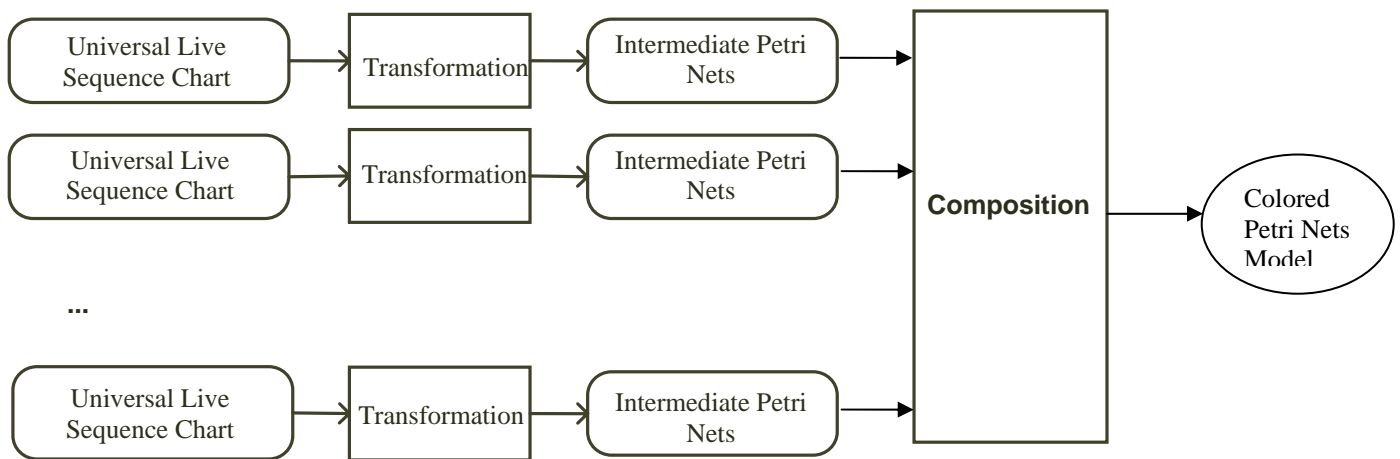 Universal Live
Sequence Chart
Transformation
Intermediate Petri
Nets
Universal Live
Sequence Chart
Transformation
Intermediate Petri
Nets
Composition
Colored
Petri Nets
Model
...
Universal Live
Sequence Chart
Transformation
Intermediate Petri
Nets